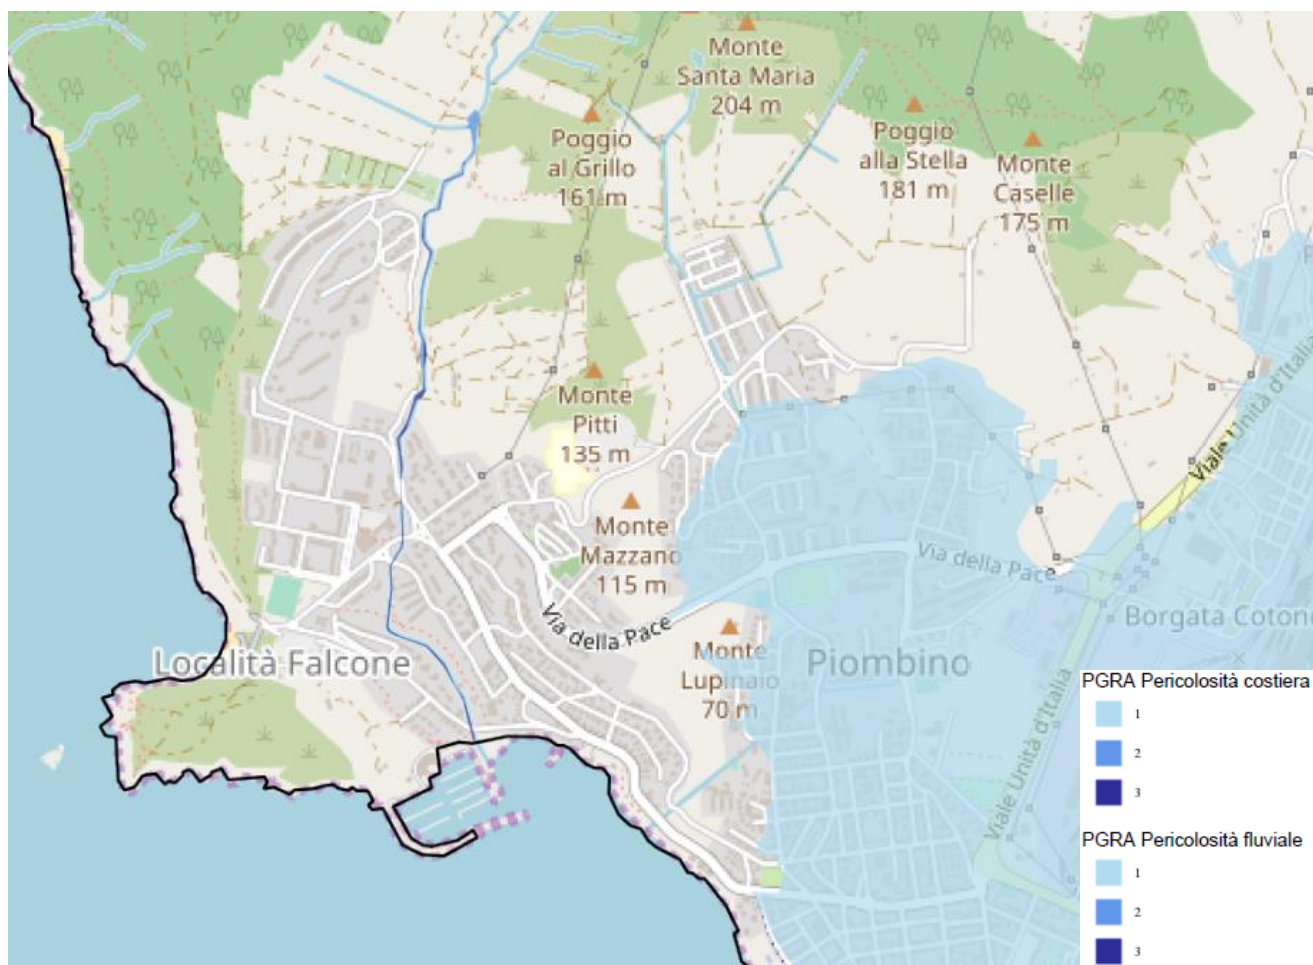 Monte
Santa Maria
204 m
Poggio
al Grillo
161 m
Poggio
alla Stella
181 m
Monte
Caselle
175 m
Monte
Pitti
135 m
Monte
Mazzano
115 m
Viale Unità d'Italia
Via della Pace
Via della Pace
Borgata Cotone
Località Falcone
Monte
Lupinaio
70 m
Piombino
Viale Unità d'Italia
PGRA Pericolosità costiera
1
2
3
PGRA Pericolosità fluviale
1
2
3